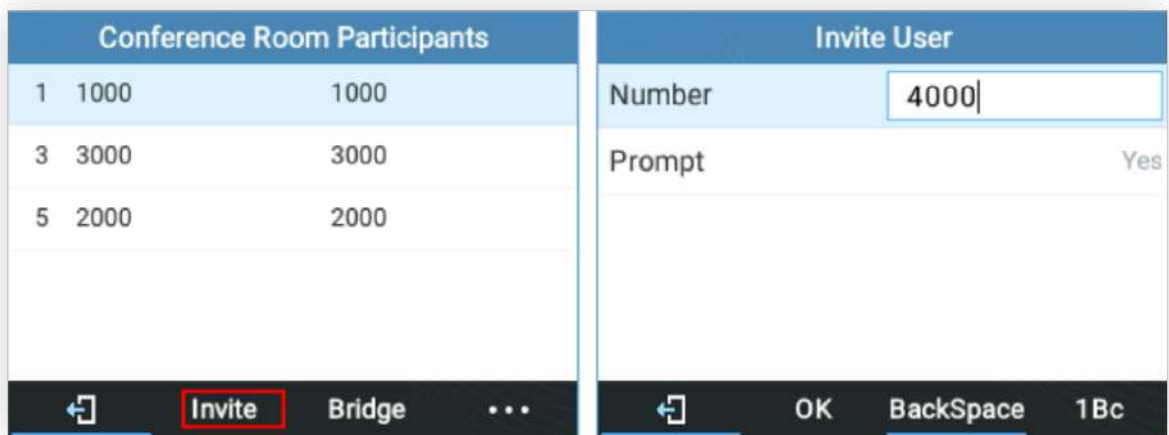 Conference Room Participants
1 1000 1000
3 3000 3000
5 2000 2000
Invite Bridge ...
Invite User
Number 4000
Prompt Yes
OK BackSpace 1Bc